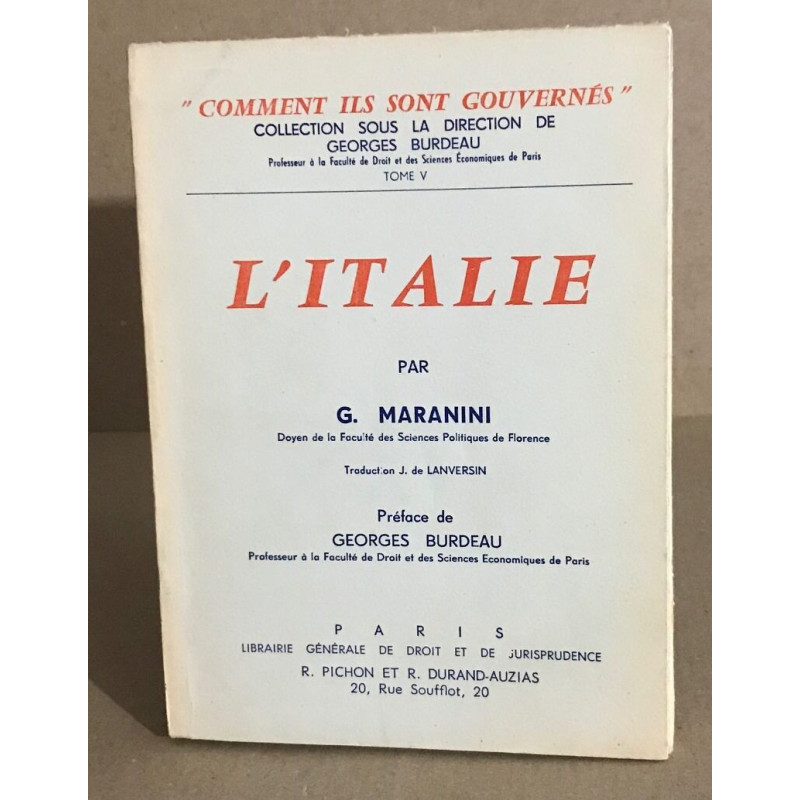 " COMMENT ILS SONT GOUVERNÉS "
COLLECTION SOUS LA DIRECTION DE
GEORGES BURDEAU
Professeur à la Faculté de Droit et des Sciences Économiques de Paris
TOME V
L'ITALIE
PAR
G. MARANINI
Doyen de la Faculté des Sciences Politiques de Florence
Traduction J. de LANVERSIN
Préface de
GEORGES BURDEAU
Professeur à la Faculté de Droit et des Sciences Economiques de Paris
PARIS
LIBRAIRIE GÉNÉRALE DE DROIT ET DE JURISPRUDENCE
R. PICHON ET R. DURAND-AUZIAS
20, Rue Soufflot, 20